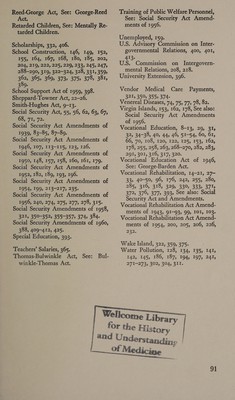 Reed-George Act, See: George-Reed
Act.
Retarded Children, See: Mentally Re-
tarded Children.
Scholarships, 332, 406.
School Construction, 146, 149, 152,
155, 164, 167, 168, 180, 185, 202,
209, 219, 221, 225, 229, 233, 245, 247,
288-290, 319, 322-324, 328, 351, 359,
362, 365, 369, 373, 375, 378, 382,
389.
School Support Act of 1959, 398.
Sheppard-Towner Act, 22-26.
Smith-Hughes Act, 9-13.
Social Security Act, 55, 56, 62, 63, 67,
68, 71, 72.
Social Security Act Amendments of
1939, 83-85, 87-89.
Social Security Act Amendments of
1946, 107, 113-115, 125, 126.
Social Security Act Amendments of
1950, 148, 157, 158, 160, 161, 179.
Social Security Act Amendments of
1952, 182, 189, 195, 196.
Social Security Act Amendments of
1954, 199, 213-217, 235.
Social Security Act Amendments of
1956, 240, 274, 275, 277, 278, 315.
Social Security Act Amendments of
1958, 311, 350-352, 355-357, 374, 384.
Social Security Act Amendments of
1960, 388, 409-412, 425.
Special Education, 395.
Teachers' Salaries, 365.
Thomas-Bulwinkle Act, See: Bul-
winkle-Thomas Act.
Training of Public Welfare Personnel,
See: Social Security Act Amend-
ments of 1956.
Unemployed, 159.
U.S. Advisory Commission on Inter-
governmental Relations, 400, 401,
413.
U.S. Commission on Intergovern-
mental Relations, 208, 218.
University Extension, 396.
Vendor Medical Care Payments,
311, 350, 355, 374.
Venereal Diseases, 74, 75, 77, 78, 82.
Virgin Islands, 153, 162, 178, See also:
Social Security Act Amendments
of 1956.
Vocational Education, 8-13, 29, 31,
32, 34-38, 40, 44, 46, 52-54, 60, 61,
66, 70, 108, 120, 122, 125, 153, 162,
178, 255, 258, 263, 268-270, 282, 283,
292, 301, 316, 317, 320.
Vocational Education Act of 1946,
See: George-Barden Act.
Vocational Rehabilitation, 14-21, 27-
33, 40-50, 96, 176, 242, 255, 280,
285, 316, 318, 329, 330, 333, 371,
372, 376, 377, 393. See also: Social
Security Act and Amendments.
Vocational Rehabilitation Act Amend-
ments of 1943, 91-95, 99, 101, 103.
Vocational Rehabilitation Act Amend-
ments of 1954, 200, 205, 206, 226,
232.
Wake Island, 322, 359, 375.
Water Pollution, 128, 134, 135, 141,
142, 145, 186, 187, 194, 197, 241,
271-273, 302, 304, 312.
Wellcome Library
for the History
and Understanding
of Medicine
91